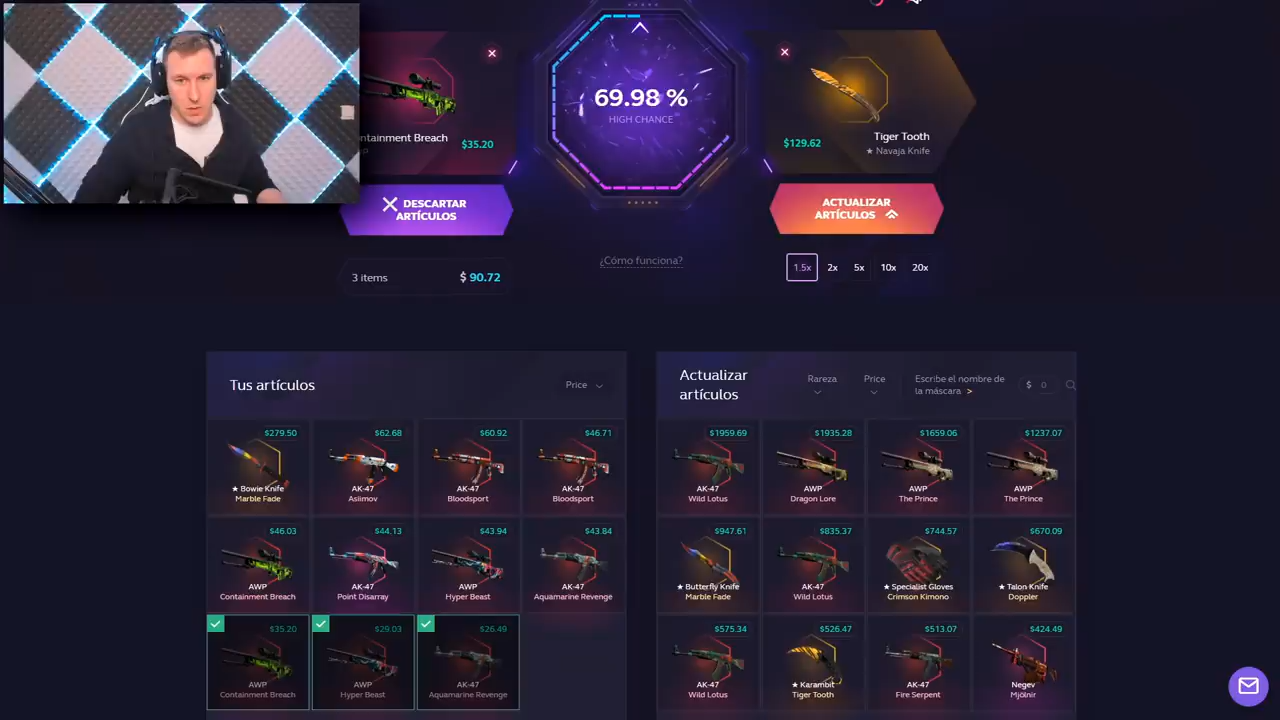 69.98 %
HIGH CHANCE
ntainment Breach
$35.20
Tiger Tooth
$129.62
★ Navaja Knife
DESCARTAR
ARTÍCULOS
ACTUALIZAR
ARTÍCULOS
¿Cómo funciona?
3 items
$ 90.72
1.5x
2x
5x
10x
20x
Tus artículos
Price
Actualizar
artículos
Rareza
Price
Escribe el nombre de
la máscara >
$ 0
$279.50
★ Bowie Knife
Marble Fade
$62.68
AK-47
Asiimov
$60.92
AK-47
Bloodsport
$46.71
AK-47
Bloodsport
$1959.69
AK-47
Wild Lotus
$1935.28
AWP
Dragon Lore
$1659.06
AWP
The Prince
$1237.07
AWP
The Prince
$46.03
AWP
Containment Breach
$44.13
AK-47
Point Disarray
$43.94
AWP
Hyper Beast
$43.84
AK-47
Aquamarine Revenge
$947.61
★ Butterfly Knife
Marble Fade
$835.37
AK-47
Wild Lotus
$744.57
★ Specialist Gloves
Crimson Kimono
$670.09
★ Talon Knife
Doppler
$35.20
AWP
Containment Breach
$29.03
AWP
Hyper Beast
$26.49
AK-47
Aquamarine Revenge
$575.34
AK-47
Wild Lotus
$526.47
★ Karambit
Tiger Tooth
$513.07
AK-47
Fire Serpent
$424.49
Negev
Mjölnir